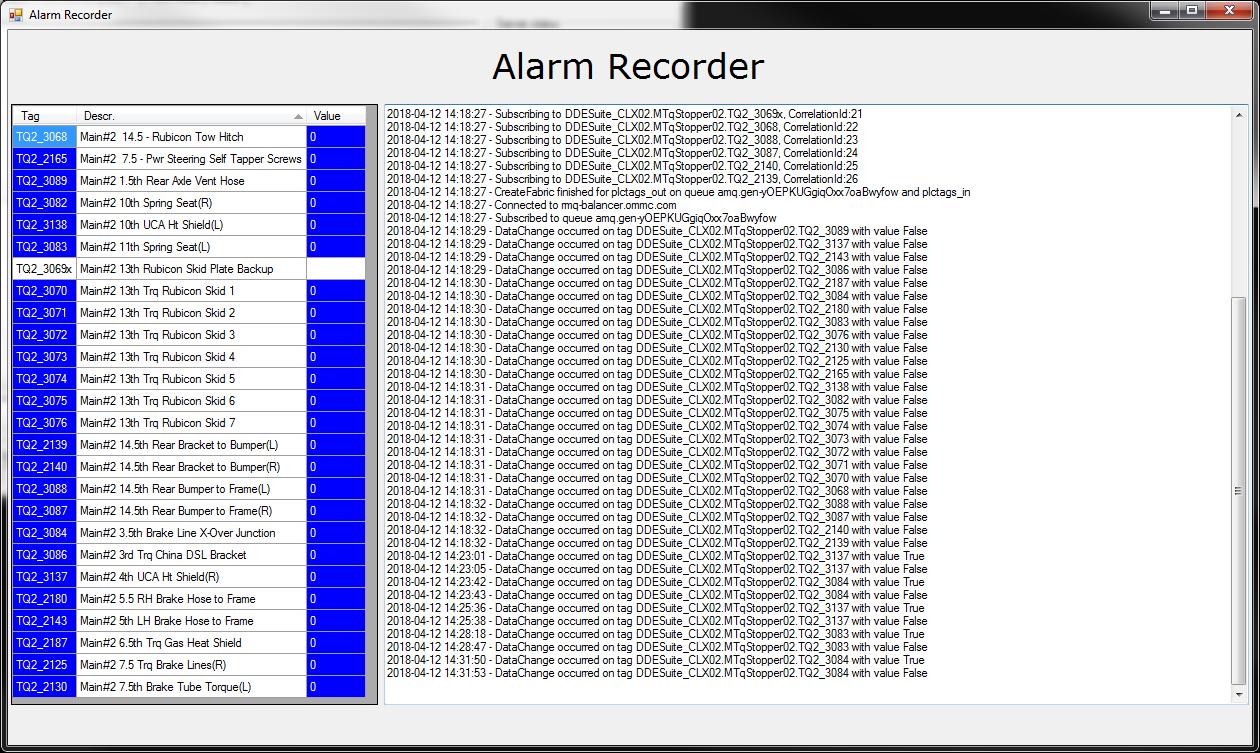 Alarm Recorder
Alarm Recorder
Tag Descr. Value
TQ2_3068 Main#2 14.5 - Rubicon Tow Hitch 0
TQ2_2165 Main#2 7.5 - Pwr Steering Self Tapper Screws 0
TQ2_3089 Main#2 1.5th Rear Axle Vent Hose 0
TQ2_3082 Main#2 10th Spring Seat(R) 0
TQ2_3138 Main#2 10th UCA Ht Shield(L) 0
TQ2_3083 Main#2 11th Spring Seat(L) 0
TQ2_3069x Main#2 13th Rubicon Skid Plate Backup
TQ2_3070 Main#2 13th Trq Rubicon Skid 1 0
TQ2_3071 Main#2 13th Trq Rubicon Skid 2 0
TQ2_3072 Main#2 13th Trq Rubicon Skid 3 0
TQ2_3073 Main#2 13th Trq Rubicon Skid 4 0
TQ2_3074 Main#2 13th Trq Rubicon Skid 5 0
TQ2_3075 Main#2 13th Trq Rubicon Skid 6 0
TQ2_3076 Main#2 13th Trq Rubicon Skid 7 0
TQ2_2139 Main#2 14.5th Rear Bracket to Bumper(L) 0
TQ2_2140 Main#2 14.5th Rear Bracket to Bumper(R) 0
TQ2_3088 Main#2 14.5th Rear Bumper to Frame(L) 0
TQ2_3087 Main#2 14.5th Rear Bumper to Frame(R) 0
TQ2_3084 Main#2 3.5th Brake Line X-Over Junction 0
TQ2_3086 Main#2 3rd Trq China DSL Bracket 0
TQ2_3137 Main#2 4th UCA Ht Shield(R) 0
TQ2_2180 Main#2 5.5 RH Brake Hose to Frame 0
TQ2_2143 Main#2 5th LH Brake Hose to Frame 0
TQ2_2187 Main#2 6.5th Trq Gas Heat Shield 0
TQ2_2125 Main#2 7.5 Trq Brake Lines(R) 0
TQ2_2130 Main#2 7.5th Brake Tube Torque(L) 0
2018-04-12 14:18:27 - Subscribing to DDESuite_CLX02.MTqStopper02.TQ2_3069x, CorrelationId:21
2018-04-12 14:18:27 - Subscribing to DDESuite_CLX02.MTqStopper02.TQ2_3068, CorrelationId:22
2018-04-12 14:18:27 - Subscribing to DDESuite_CLX02.MTqStopper02.TQ2_3088, CorrelationId:23
2018-04-12 14:18:27 - Subscribing to DDESuite_CLX02.MTqStopper02.TQ2_3087, CorrelationId:24
2018-04-12 14:18:27 - Subscribing to DDESuite_CLX02.MTqStopper02.TQ2_2140, CorrelationId:25
2018-04-12 14:18:27 - Subscribing to DDESuite_CLX02.MTqStopper02.TQ2_2139, CorrelationId:26
2018-04-12 14:18:27 - CreateFabric finished for plctags_out on queue amq.gen-yOEPKUGgiqOxx7oaBwyfow and plctags_in
2018-04-12 14:18:27 - Connected to mq-balancer.ommc.com
2018-04-12 14:18:27 - Subscribed to queue amq.gen-yOEPKUGgiqOxx7oaBwyfow
2018-04-12 14:18:29 - DataChange occurred on tag DDESuite_CLX02.MTqStopper02.TQ2_3089 with value False
2018-04-12 14:18:29 - DataChange occurred on tag DDESuite_CLX02.MTqStopper02.TQ2_3137 with value False
2018-04-12 14:18:29 - DataChange occurred on tag DDESuite_CLX02.MTqStopper02.TQ2_2143 with value False
2018-04-12 14:18:29 - DataChange occurred on tag DDESuite_CLX02.MTqStopper02.TQ2_3086 with value False
2018-04-12 14:18:30 - DataChange occurred on tag DDESuite_CLX02.MTqStopper02.TQ2_2187 with value False
2018-04-12 14:18:30 - DataChange occurred on tag DDESuite_CLX02.MTqStopper02.TQ2_3084 with value False
2018-04-12 14:18:30 - DataChange occurred on tag DDESuite_CLX02.MTqStopper02.TQ2_2180 with value False
2018-04-12 14:18:30 - DataChange occurred on tag DDESuite_CLX02.MTqStopper02.TQ2_3083 with value False
2018-04-12 14:18:30 - DataChange occurred on tag DDESuite_CLX02.MTqStopper02.TQ2_3076 with value False
2018-04-12 14:18:30 - DataChange occurred on tag DDESuite_CLX02.MTqStopper02.TQ2_2130 with value False
2018-04-12 14:18:30 - DataChange occurred on tag DDESuite_CLX02.MTqStopper02.TQ2_2125 with value False
2018-04-12 14:18:30 - DataChange occurred on tag DDESuite_CLX02.MTqStopper02.TQ2_2165 with value False
2018-04-12 14:18:31 - DataChange occurred on tag DDESuite_CLX02.MTqStopper02.TQ2_3138 with value False
2018-04-12 14:18:31 - DataChange occurred on tag DDESuite_CLX02.MTqStopper02.TQ2_3082 with value False
2018-04-12 14:18:31 - DataChange occurred on tag DDESuite_CLX02.MTqStopper02.TQ2_3075 with value False
2018-04-12 14:18:31 - DataChange occurred on tag DDESuite_CLX02.MTqStopper02.TQ2_3074 with value False
2018-04-12 14:18:31 - DataChange occurred on tag DDESuite_CLX02.MTqStopper02.TQ2_3073 with value False
2018-04-12 14:18:31 - DataChange occurred on tag DDESuite_CLX02.MTqStopper02.TQ2_3072 with value False
2018-04-12 14:18:31 - DataChange occurred on tag DDESuite_CLX02.MTqStopper02.TQ2_3071 with value False
2018-04-12 14:18:31 - DataChange occurred on tag DDESuite_CLX02.MTqStopper02.TQ2_3070 with value False
2018-04-12 14:18:31 - DataChange occurred on tag DDESuite_CLX02.MTqStopper02.TQ2_3068 with value False
2018-04-12 14:18:32 - DataChange occurred on tag DDESuite_CLX02.MTqStopper02.TQ2_3088 with value False
2018-04-12 14:18:32 - DataChange occurred on tag DDESuite_CLX02.MTqStopper02.TQ2_3087 with value False
2018-04-12 14:18:32 - DataChange occurred on tag DDESuite_CLX02.MTqStopper02.TQ2_2140 with value False
2018-04-12 14:18:32 - DataChange occurred on tag DDESuite_CLX02.MTqStopper02.TQ2_2139 with value False
2018-04-12 14:23:01 - DataChange occurred on tag DDESuite_CLX02.MTqStopper02.TQ2_3137 with value True
2018-04-12 14:23:05 - DataChange occurred on tag DDESuite_CLX02.MTqStopper02.TQ2_3137 with value False
2018-04-12 14:23:42 - DataChange occurred on tag DDESuite_CLX02.MTqStopper02.TQ2_3084 with value True
2018-04-12 14:23:43 - DataChange occurred on tag DDESuite_CLX02.MTqStopper02.TQ2_3084 with value False
2018-04-12 14:25:36 - DataChange occurred on tag DDESuite_CLX02.MTqStopper02.TQ2_3137 with value True
2018-04-12 14:25:38 - DataChange occurred on tag DDESuite_CLX02.MTqStopper02.TQ2_3137 with value False
2018-04-12 14:28:18 - DataChange occurred on tag DDESuite_CLX02.MTqStopper02.TQ2_3083 with value True
2018-04-12 14:28:47 - DataChange occurred on tag DDESuite_CLX02.MTqStopper02.TQ2_3083 with value False
2018-04-12 14:31:50 - DataChange occurred on tag DDESuite_CLX02.MTqStopper02.TQ2_3084 with value True
2018-04-12 14:31:53 - DataChange occurred on tag DDESuite_CLX02.MTqStopper02.TQ2_3084 with value False